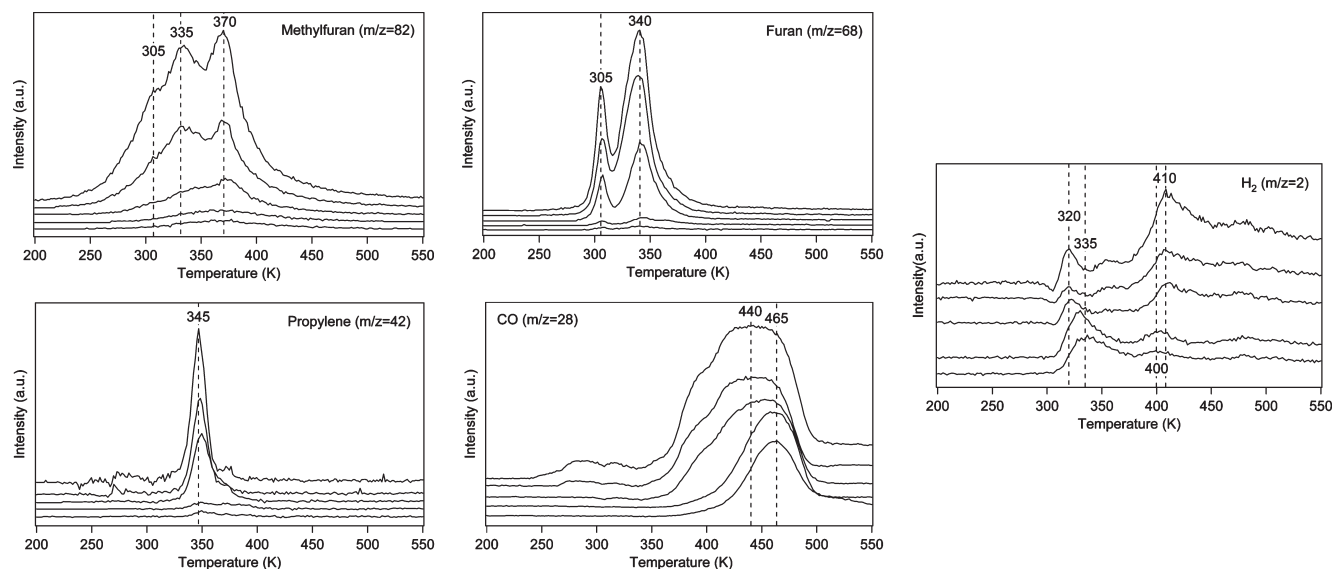 Methylfuran (m/z=82)
305
335
370
Intensity (a.u.)
200 250 300 350 400 450 500 550
Temperature (K)
Furan (m/z=68)
305
340
Intensity (a.u.)
200 250 300 350 400 450 500 550
Temperature (K)
Propylene (m/z=42)
345
Intensity (a.u.)
200 250 300 350 400 450 500 550
Temperature (K)
CO (m/z=28)
440
465
Intensity (a.u.)
200 250 300 350 400 450 500 550
Temperature (K)
H2 (m/z=2)
320
335
410
400
Intensity(a.u.)
200 250 300 350 400 450 500 550
Temperature (K)